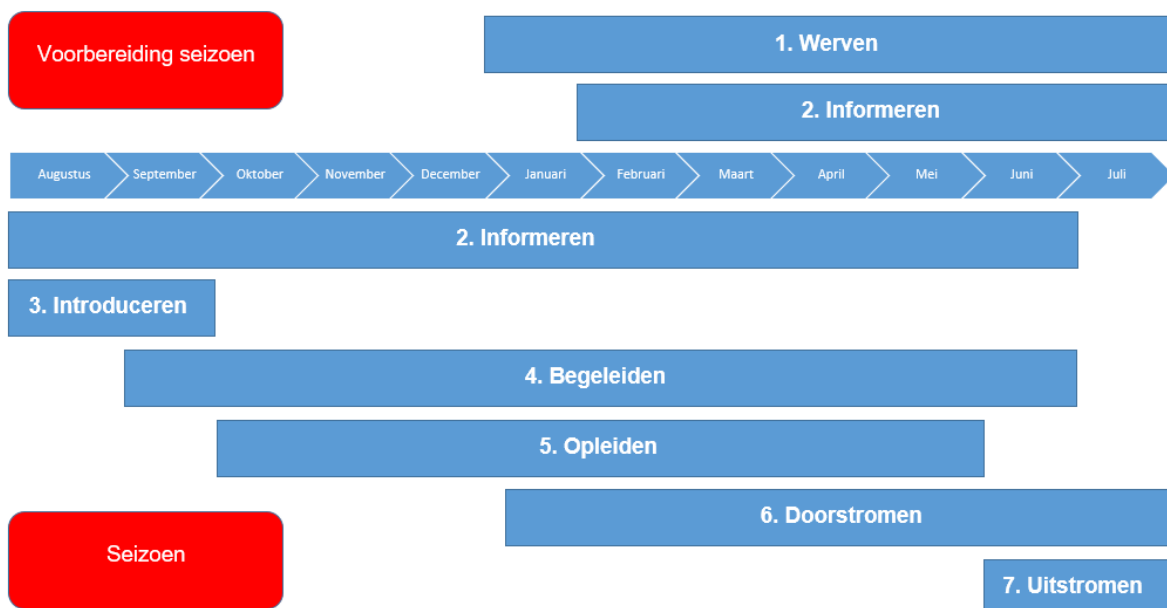 Voorbereiding seizoen
1. Werven
2. Informeren
Augustus September Oktober November December Januari Februari Maart April Mei Juni Juli
2. Informeren
3. Introduceren
4. Begeleiden
5. Opleiden
6. Doorstromen
Seizoen
7. Uitstromen